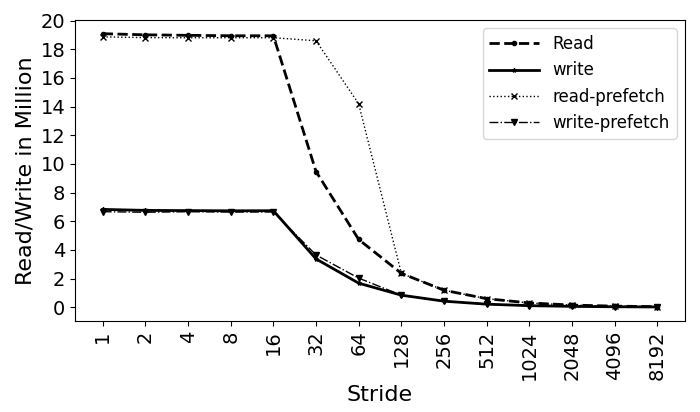 20
18
16
14
12
10
8
6
4
2
0
Read/Write in Million
Read
write
read-prefetch
write-prefetch
1 2 4 8 16 32 64 128 256 512 1024 2048 4096 8192
Stride